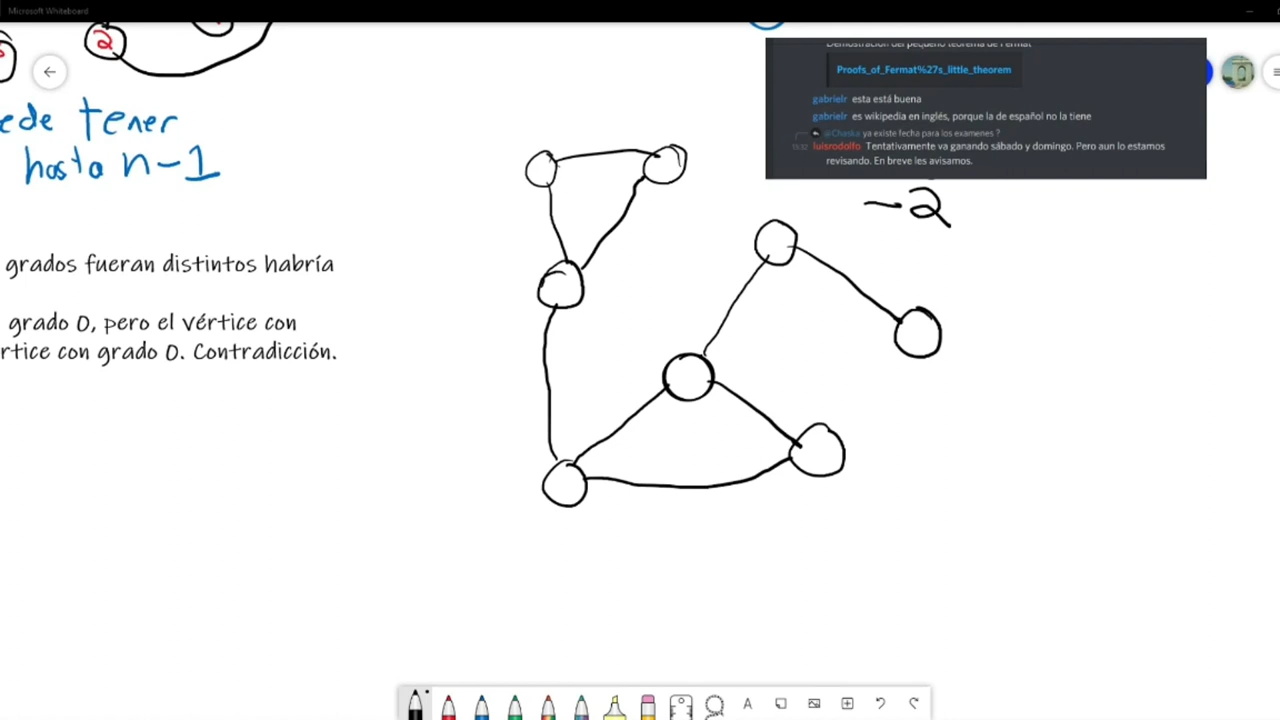 Microsoft Whiteboard
2
ede tener
hasta n-1
grados fueran distintos habría
grado 0, pero el vértice con
rtice con grado 0. Contradicción.
Demostración del pequeño teorema de Fermat
Proofs_of_Fermat%27s_little_theorem
gabrielr esta está buena
gabrielr es wikipedia en inglés, porque la de español no la tiene
@Chaska ya existe fecha para los examenes ?
luisrodolfo Tentativamente va ganando sábado y domingo. Pero aun lo estamos
revisando. En breve les avisamos.
-2
A